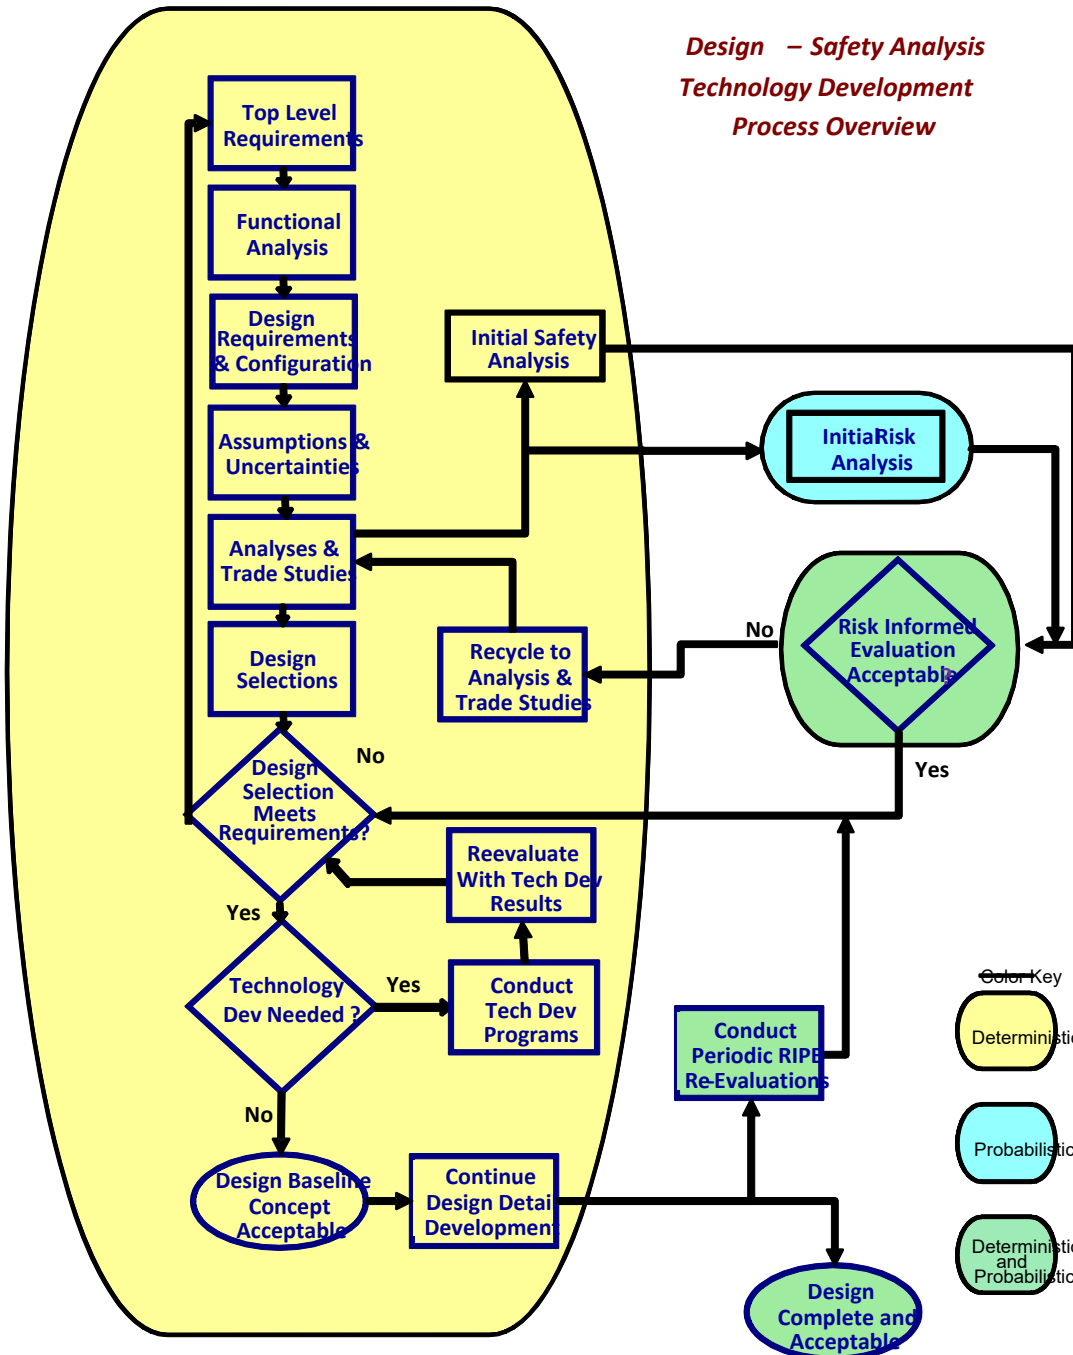 Design – Safety Analysis
Technology Development
Process Overview
Top Level
Requirements
Functional
Analysis
Design
Requirements
& Configuration
Initial Safety
Analysis
Assumptions &
Uncertainties
Initial Risk
Analysis
Analyses &
Trade Studies
Design
Selections
Recycle to
Analysis &
Trade Studies
No
Risk Informed
Evaluation
Acceptable?
Yes
No
Design
Selection
Meets
Requirements?
Reevaluate
With Tech Dev
Results
Yes
Technology
Dev Needed ?
Yes
Conduct
Tech Dev
Programs
No
Conduct
Periodic RIPE
Re-Evaluations
Design Baseline
Concept
Acceptable
Continue
Design Detail
Development
Design
Complete and
Acceptable
Color Key
Deterministic
Probabilistic
Deterministic
and
Probabilistic